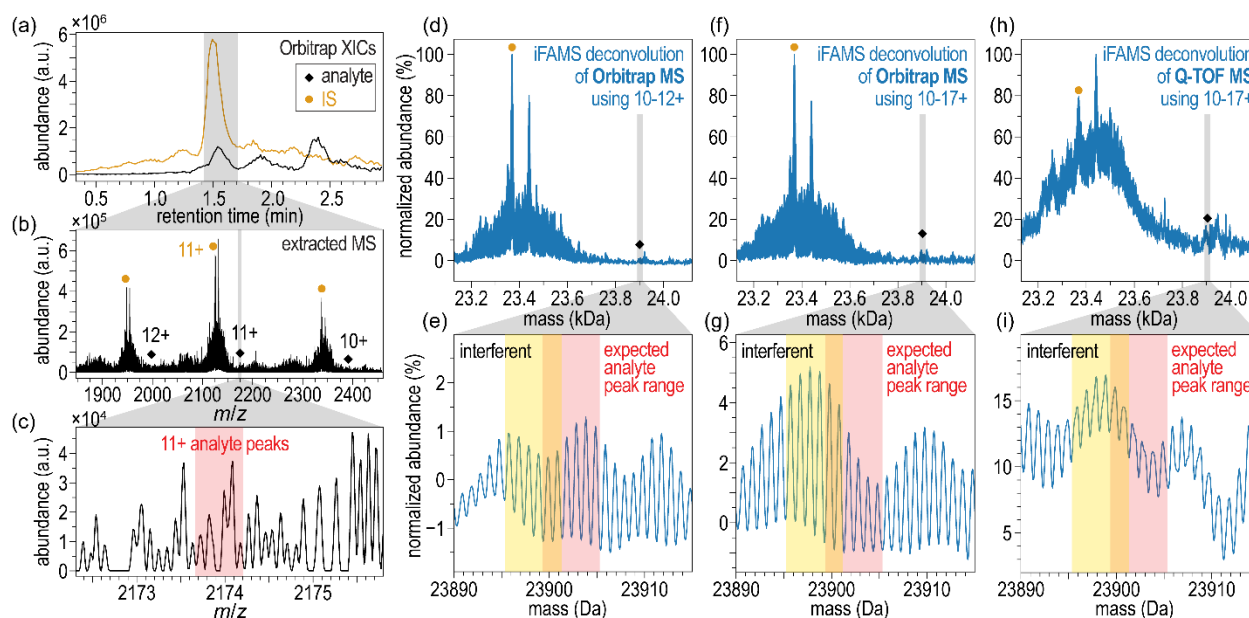 (a)
×10⁶
6
4
2
0
abundance (a.u.)
Orbitrap XICs
analyte
IS
0.5 1.0 1.5 2.0 2.5
retention time (min)
(b)
×10⁵
6
4
2
0
abundance (a.u.)
extracted MS
11+
12+
11+
10+
1900 2000 2100 2200 2300 2400
m/z
(c)
×10⁴
4
3
2
1
0
abundance (a.u.)
11+ analyte peaks
2173 2174 2175
m/z
(d)
100
80
60
40
20
0
normalized abundance (%)
iFAMS deconvolution
of Orbitrap MS
using 10-12+
23.2 23.4 23.6 23.8 24.0
mass (kDa)
(e)
2
1
0
−1
normalized abundance (%)
interferent
expected
analyte
peak range
23890 23900 23910
mass (Da)
(f)
100
80
60
40
20
0
iFAMS deconvolution
of Orbitrap MS
using 10-17+
23.2 23.4 23.6 23.8 24.0
mass (kDa)
(g)
6
4
2
0
interferent
expected
analyte
peak range
23890 23900 23910
mass (Da)
(h)
100
80
60
40
20
0
iFAMS deconvolution
of Q-TOF MS
using 10-17+
23.2 23.4 23.6 23.8 24.0
mass (kDa)
(i)
15
10
5
interferent
expected
analyte
peak range
23890 23900 23910
mass (Da)